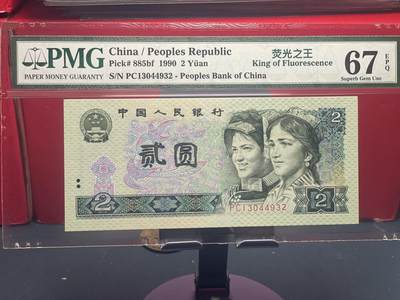 PMG
PAPER MONEY GUARANTY
China / Peoples Republic
Pick# 885bf 1990 2 Yüan
S/N PC13044932 - Peoples Bank of China
荧光之王
King of Fluorescence
67 EPQ
Superb Gem Unc
中国人民银行
2
贰圆
2
2
PC13044932